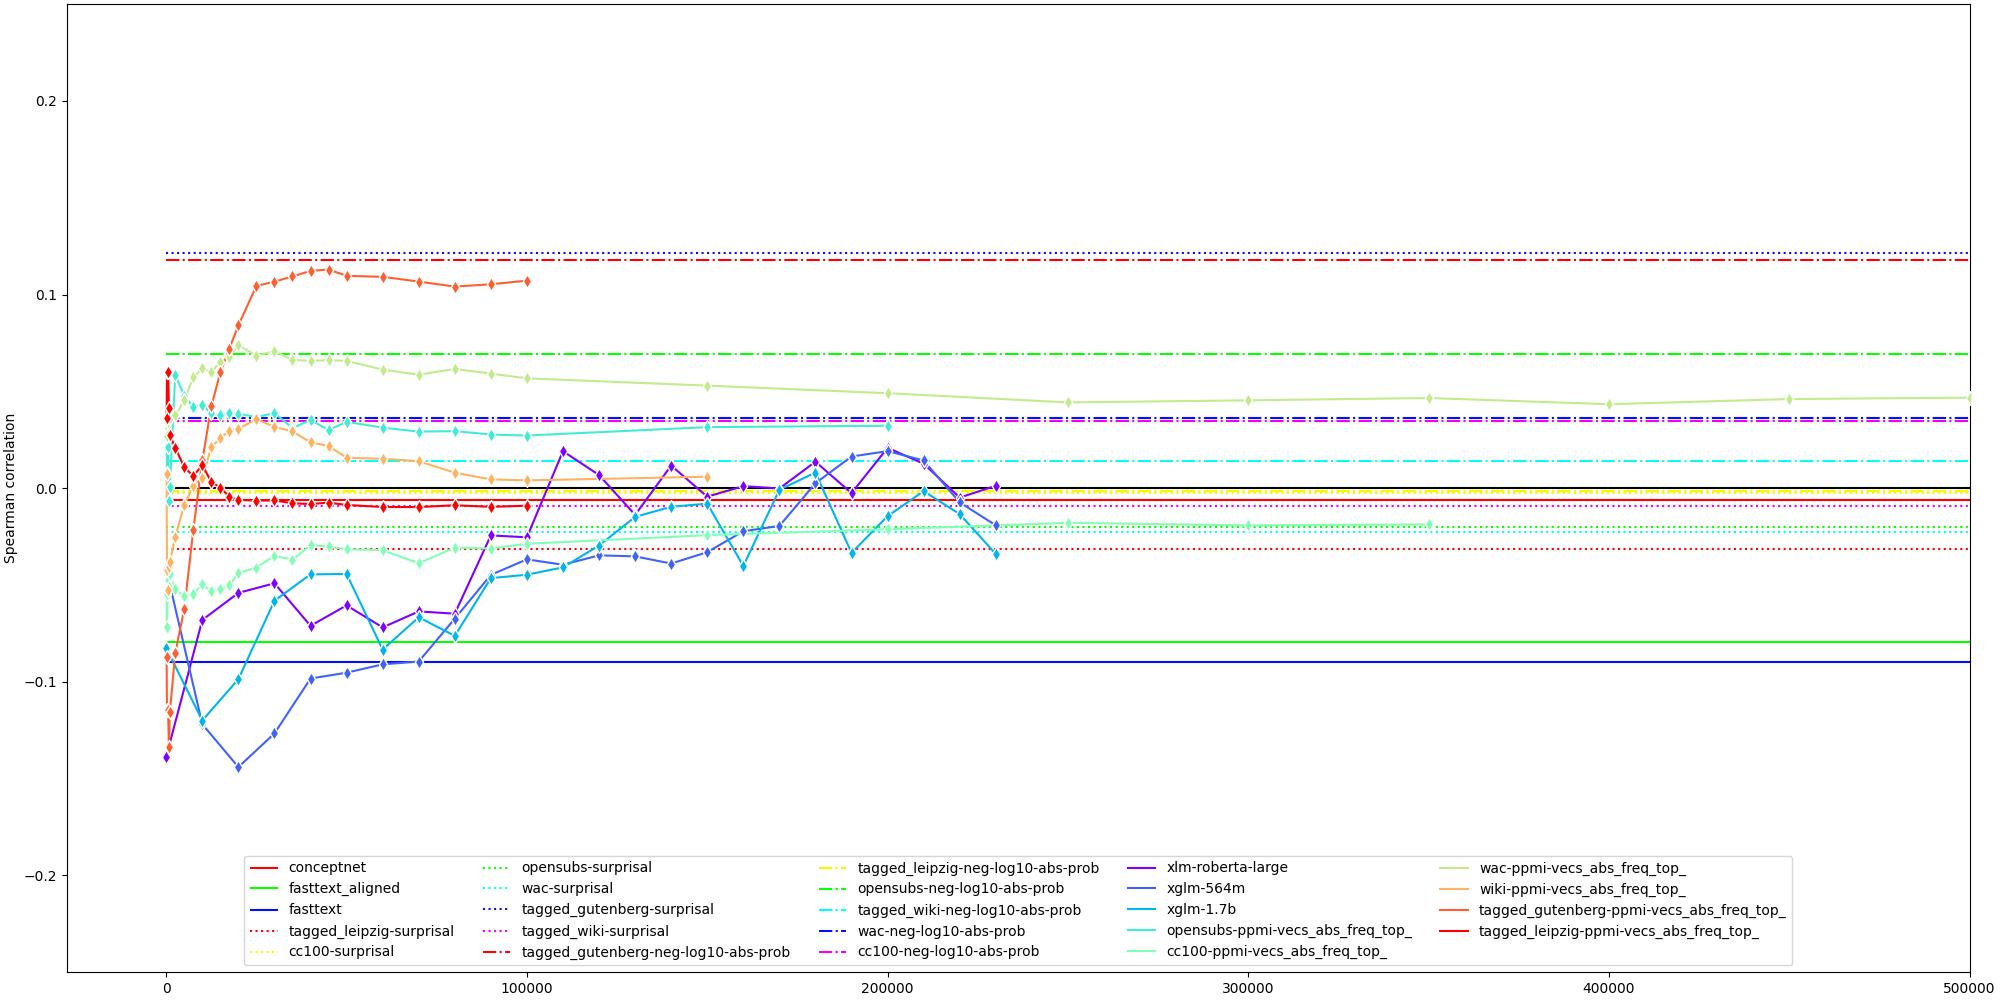 0.2
0.1
0.0
−0.1
−0.2
Spearman correlation
conceptnet
fasttext_aligned
fasttext
tagged_leipzig-surprisal
cc100-surprisal
opensubs-surprisal
wac-surprisal
tagged_gutenberg-surprisal
tagged_wiki-surprisal
tagged_gutenberg-neg-log10-abs-prob
tagged_leipzig-neg-log10-abs-prob
opensubs-neg-log10-abs-prob
tagged_wiki-neg-log10-abs-prob
wac-neg-log10-abs-prob
cc100-neg-log10-abs-prob
xlm-roberta-large
xglm-564m
xglm-1.7b
opensubs-ppmi-vecs_abs_freq_top_
cc100-ppmi-vecs_abs_freq_top_
wac-ppmi-vecs_abs_freq_top_
wiki-ppmi-vecs_abs_freq_top_
tagged_gutenberg-ppmi-vecs_abs_freq_top_
tagged_leipzig-ppmi-vecs_abs_freq_top_
0
100000
200000
300000
400000
500000